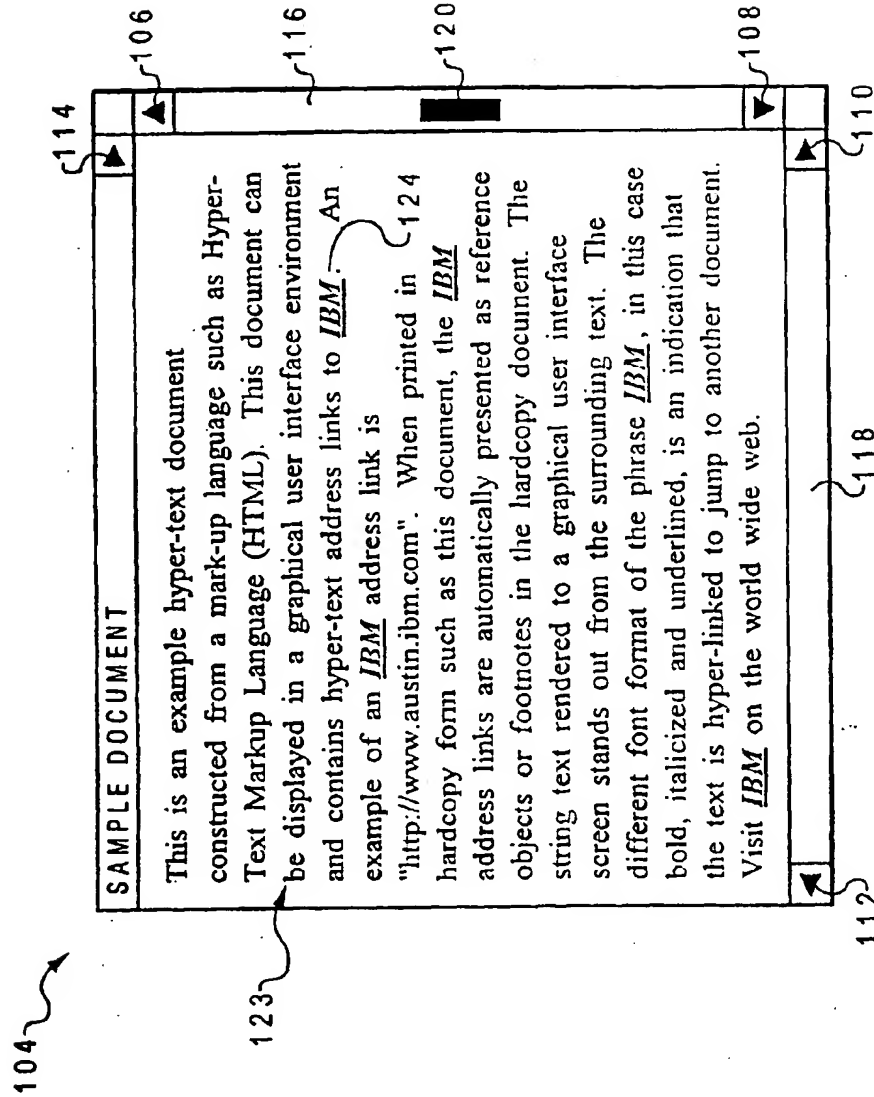 104
SAMPLE DOCUMENT
114
106
116
120
108
110
118
112
123
124
This is an example hyper-text document
constructed from a mark-up language such as Hyper-
Text Markup Language (HTML). This document can
be displayed in a graphical user interface environment
and contains hyper-text address links to IBM. An
example of an IBM address link is
"http://www.austin.ibm.com". When printed in
hardcopy form such as this document, the IBM
address links are automatically presented as reference
objects or footnotes in the hardcopy document. The
string text rendered to a graphical user interface
screen stands out from the surrounding text. The
different font format of the phrase IBM, in this case
bold, italicized and underlined, is an indication that
the text is hyper-linked to jump to another document.
Visit IBM on the world wide web.